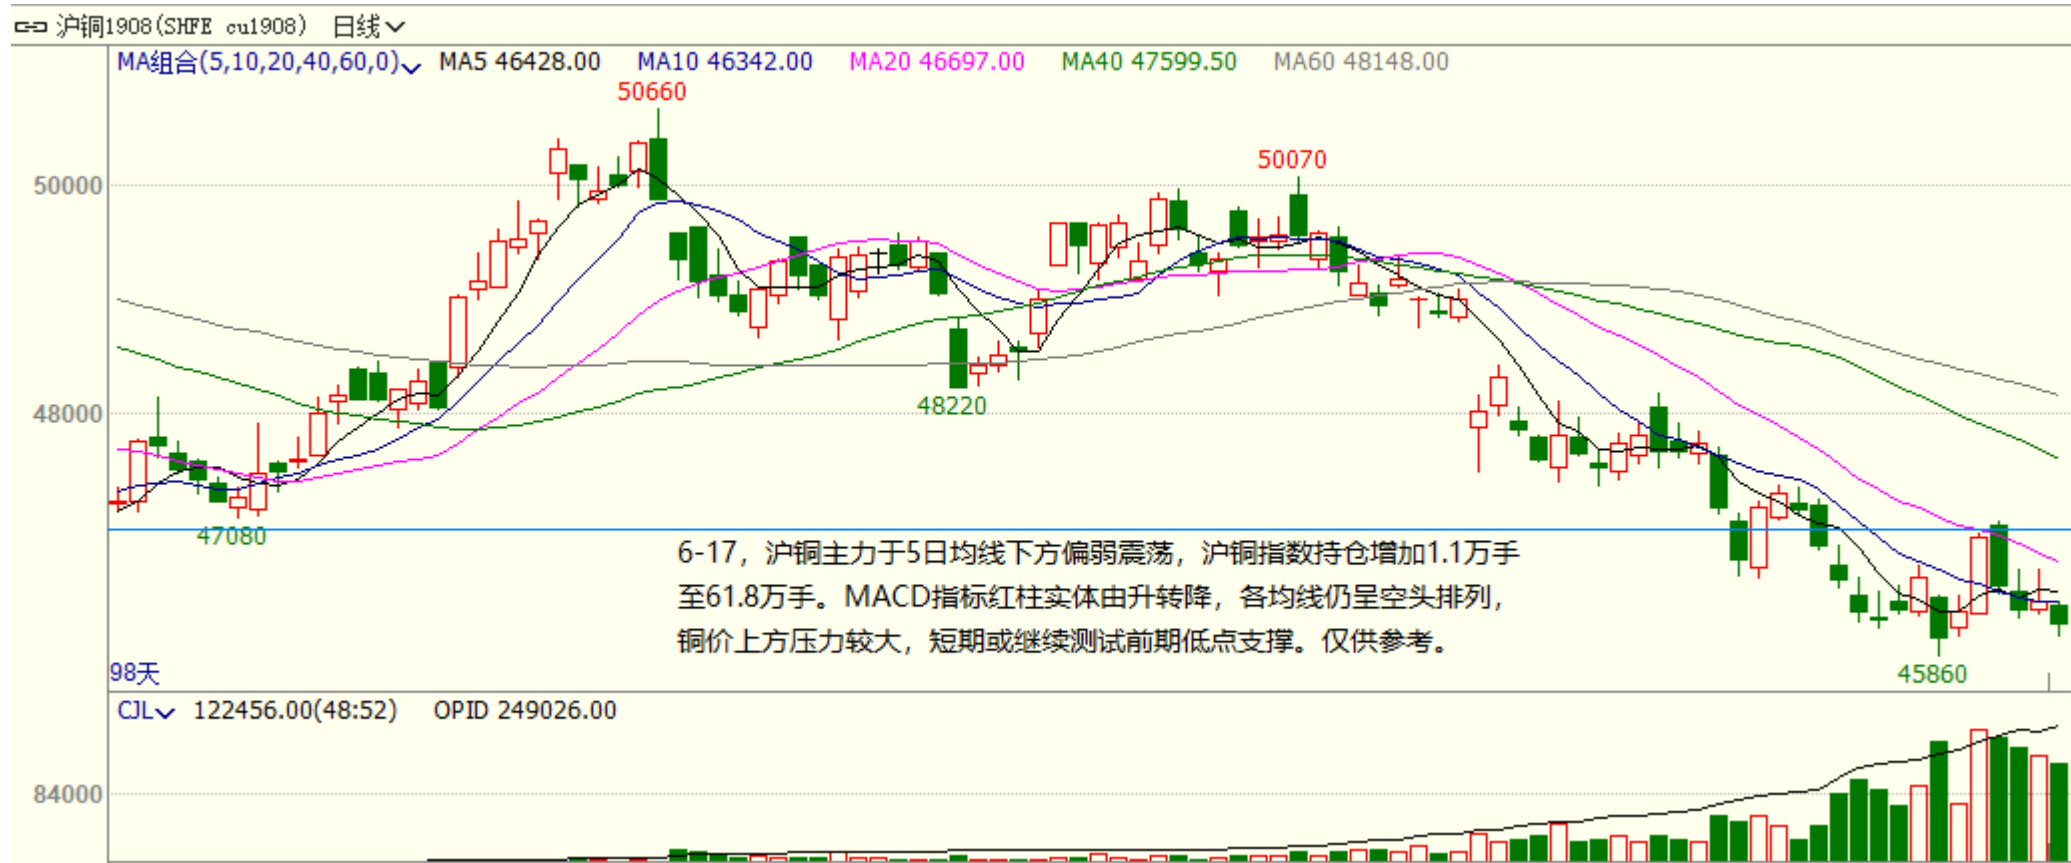 沪铜1908(SHFE cu1908) 日线
MA组合(5,10,20,40,60,0) MA5 46428.00 MA10 46342.00 MA20 46697.00 MA40 47599.50 MA60 48148.00
50660
50070
50000
48220
48000
47080
6-17，沪铜主力于5日均线下方偏弱震荡，沪铜指数持仓增加1.1万手
至61.8万手。MACD指标红柱实体由升转降，各均线仍呈空头排列，
铜价上方压力较大，短期或继续测试前期低点支撑。仅供参考。
98天
45860
CJL 122456.00(48:52) OPID 249026.00
84000